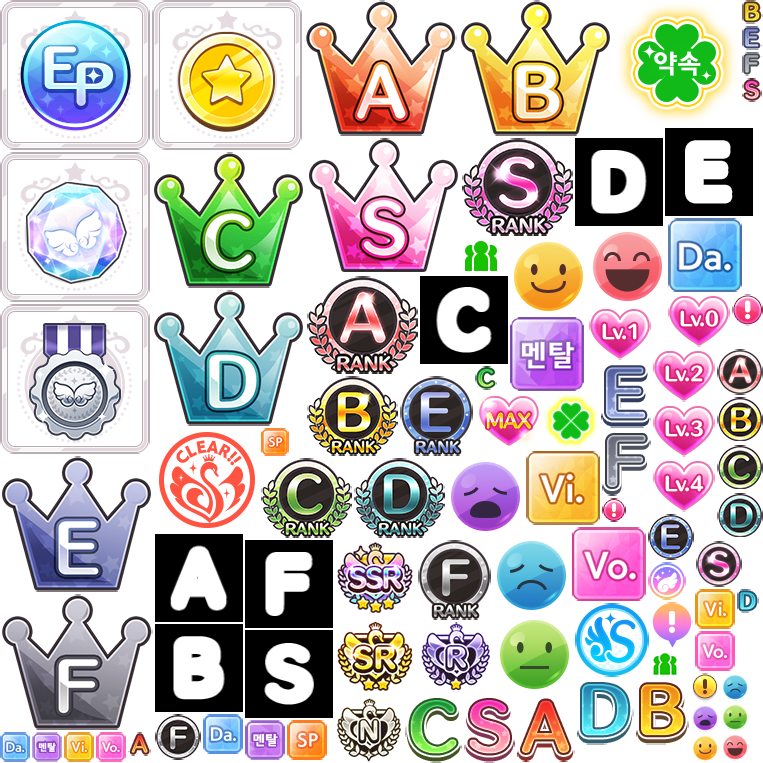 Ep
A
B
약속
B
E
F
S
C
S
S
RANK
D
E
Da.
D
A
RANK
C
멘탈
Lv.1
Lv.0
!
Lv.2
A
C
B
RANK
E
RANK
MAX
E
Lv.3
B
CLEAR!!
SP
C
RANK
D
RANK
Vi.
F
Lv.4
C
!
D
E
A
F
SSR
F
RANK
Vo.
E
S
F
B
S
SR
R
S
!
Vi.
D
Vo.
N
C
S
A
D
B
!
Da.
멘탈
Vi.
Vo.
A
F
Da.
멘탈
SP